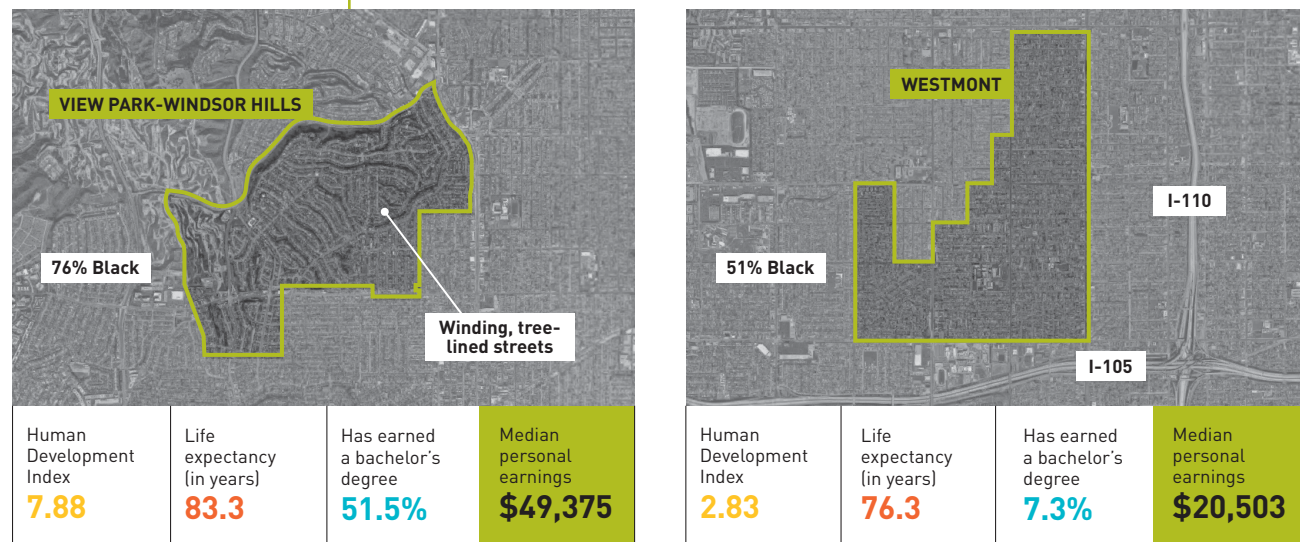 VIEW PARK-WINDSOR HILLS
76% Black
Winding, tree-
lined streets
Human
Development
Index
7.88
Life
expectancy
(in years)
83.3
Has earned
a bachelor's
degree
51.5%
Median
personal
earnings
$49,375
WESTMONT
I-110
51% Black
I-105
Human
Development
Index
2.83
Life
expectancy
(in years)
76.3
Has earned
a bachelor's
degree
7.3%
Median
personal
earnings
$20,503